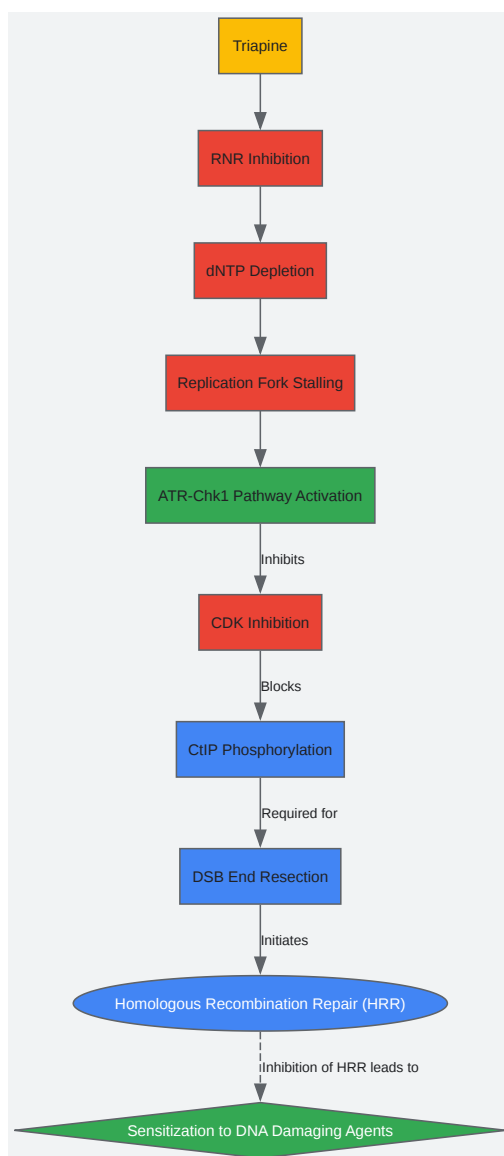 Triapine
RNR Inhibition
dNTP Depletion
Replication Fork Stalling
ATR-Chk1 Pathway Activation
Inhibits
CDK Inhibition
Blocks
CtIP Phosphorylation
Required for
DSB End Resection
Initiates
Homologous Recombination Repair (HRR)
Inhibition of HRR leads to
Sensitization to DNA Damaging Agents